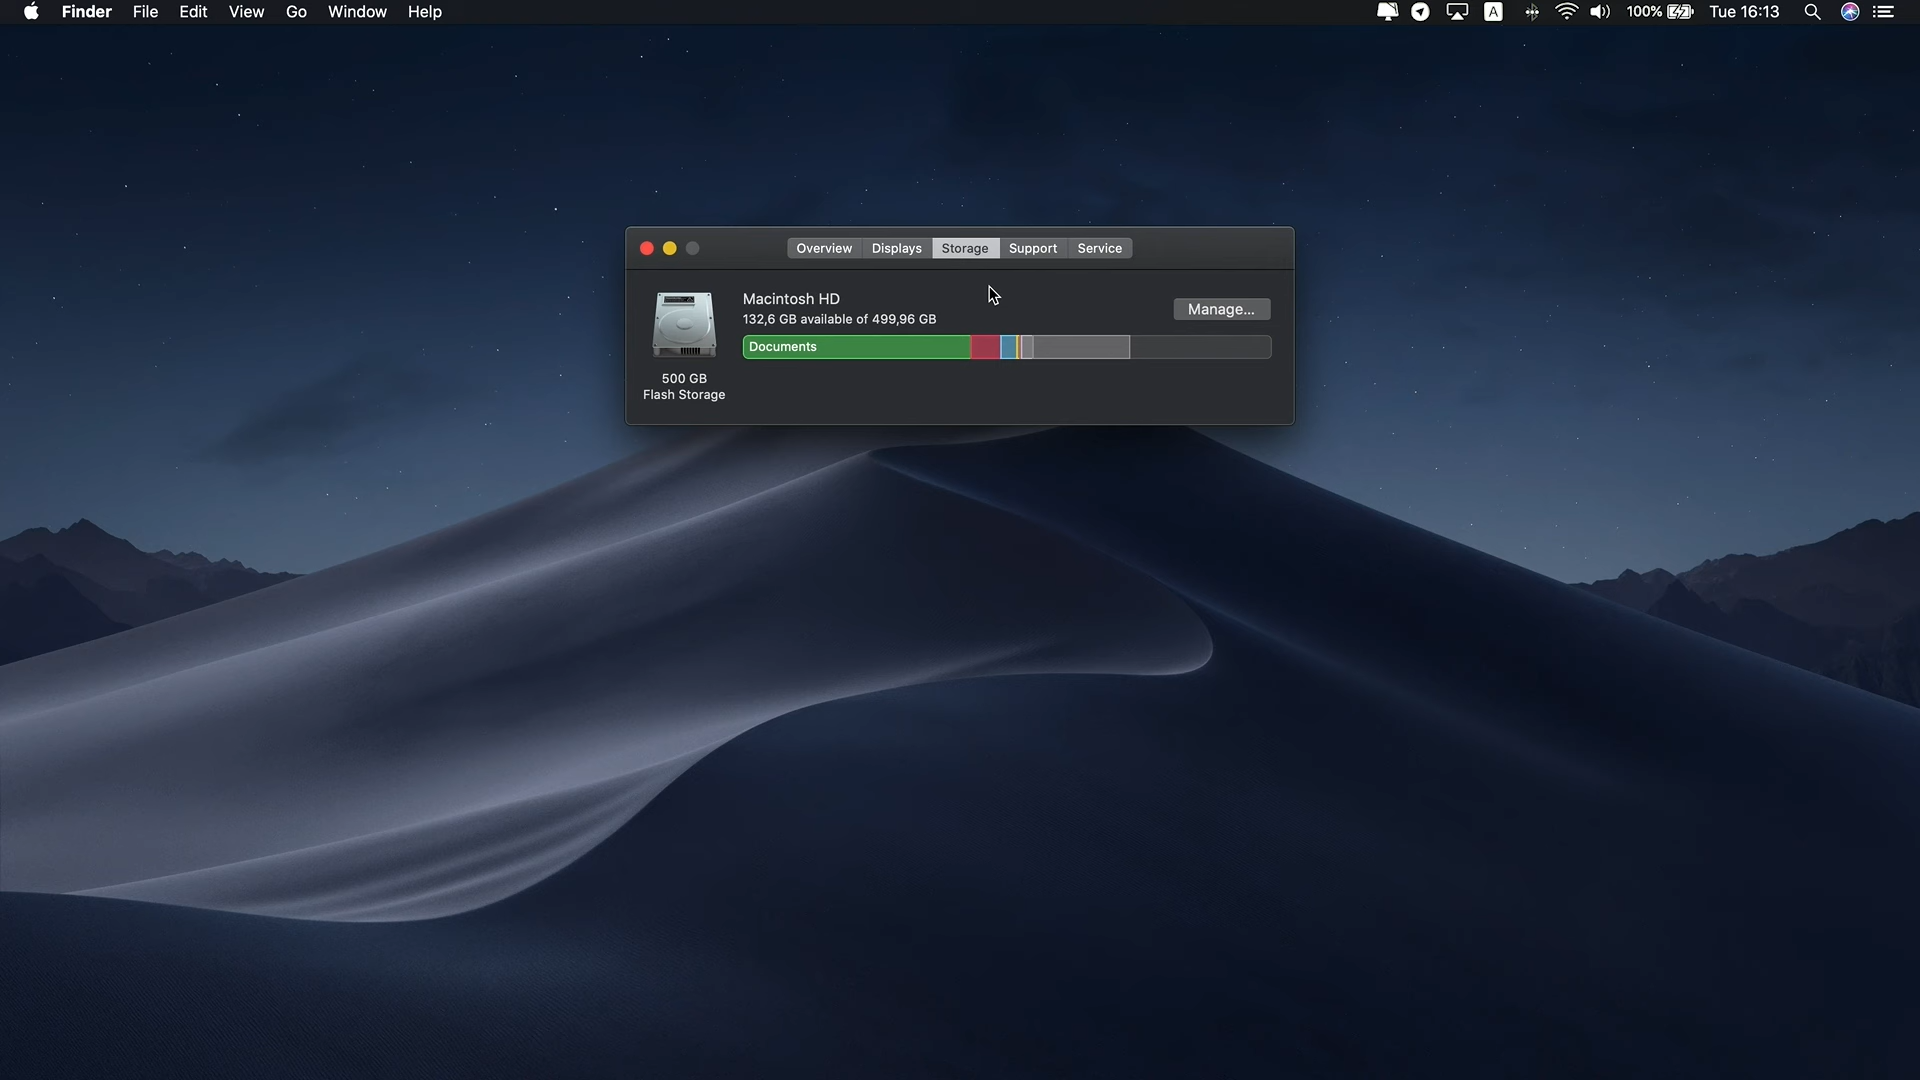 Finder File Edit View Go Window Help A 100% Tue 16:13
Overview Displays Storage Support Service
Macintosh HD
132,6 GB available of 499,96 GB
Manage...
Documents
500 GB
Flash Storage